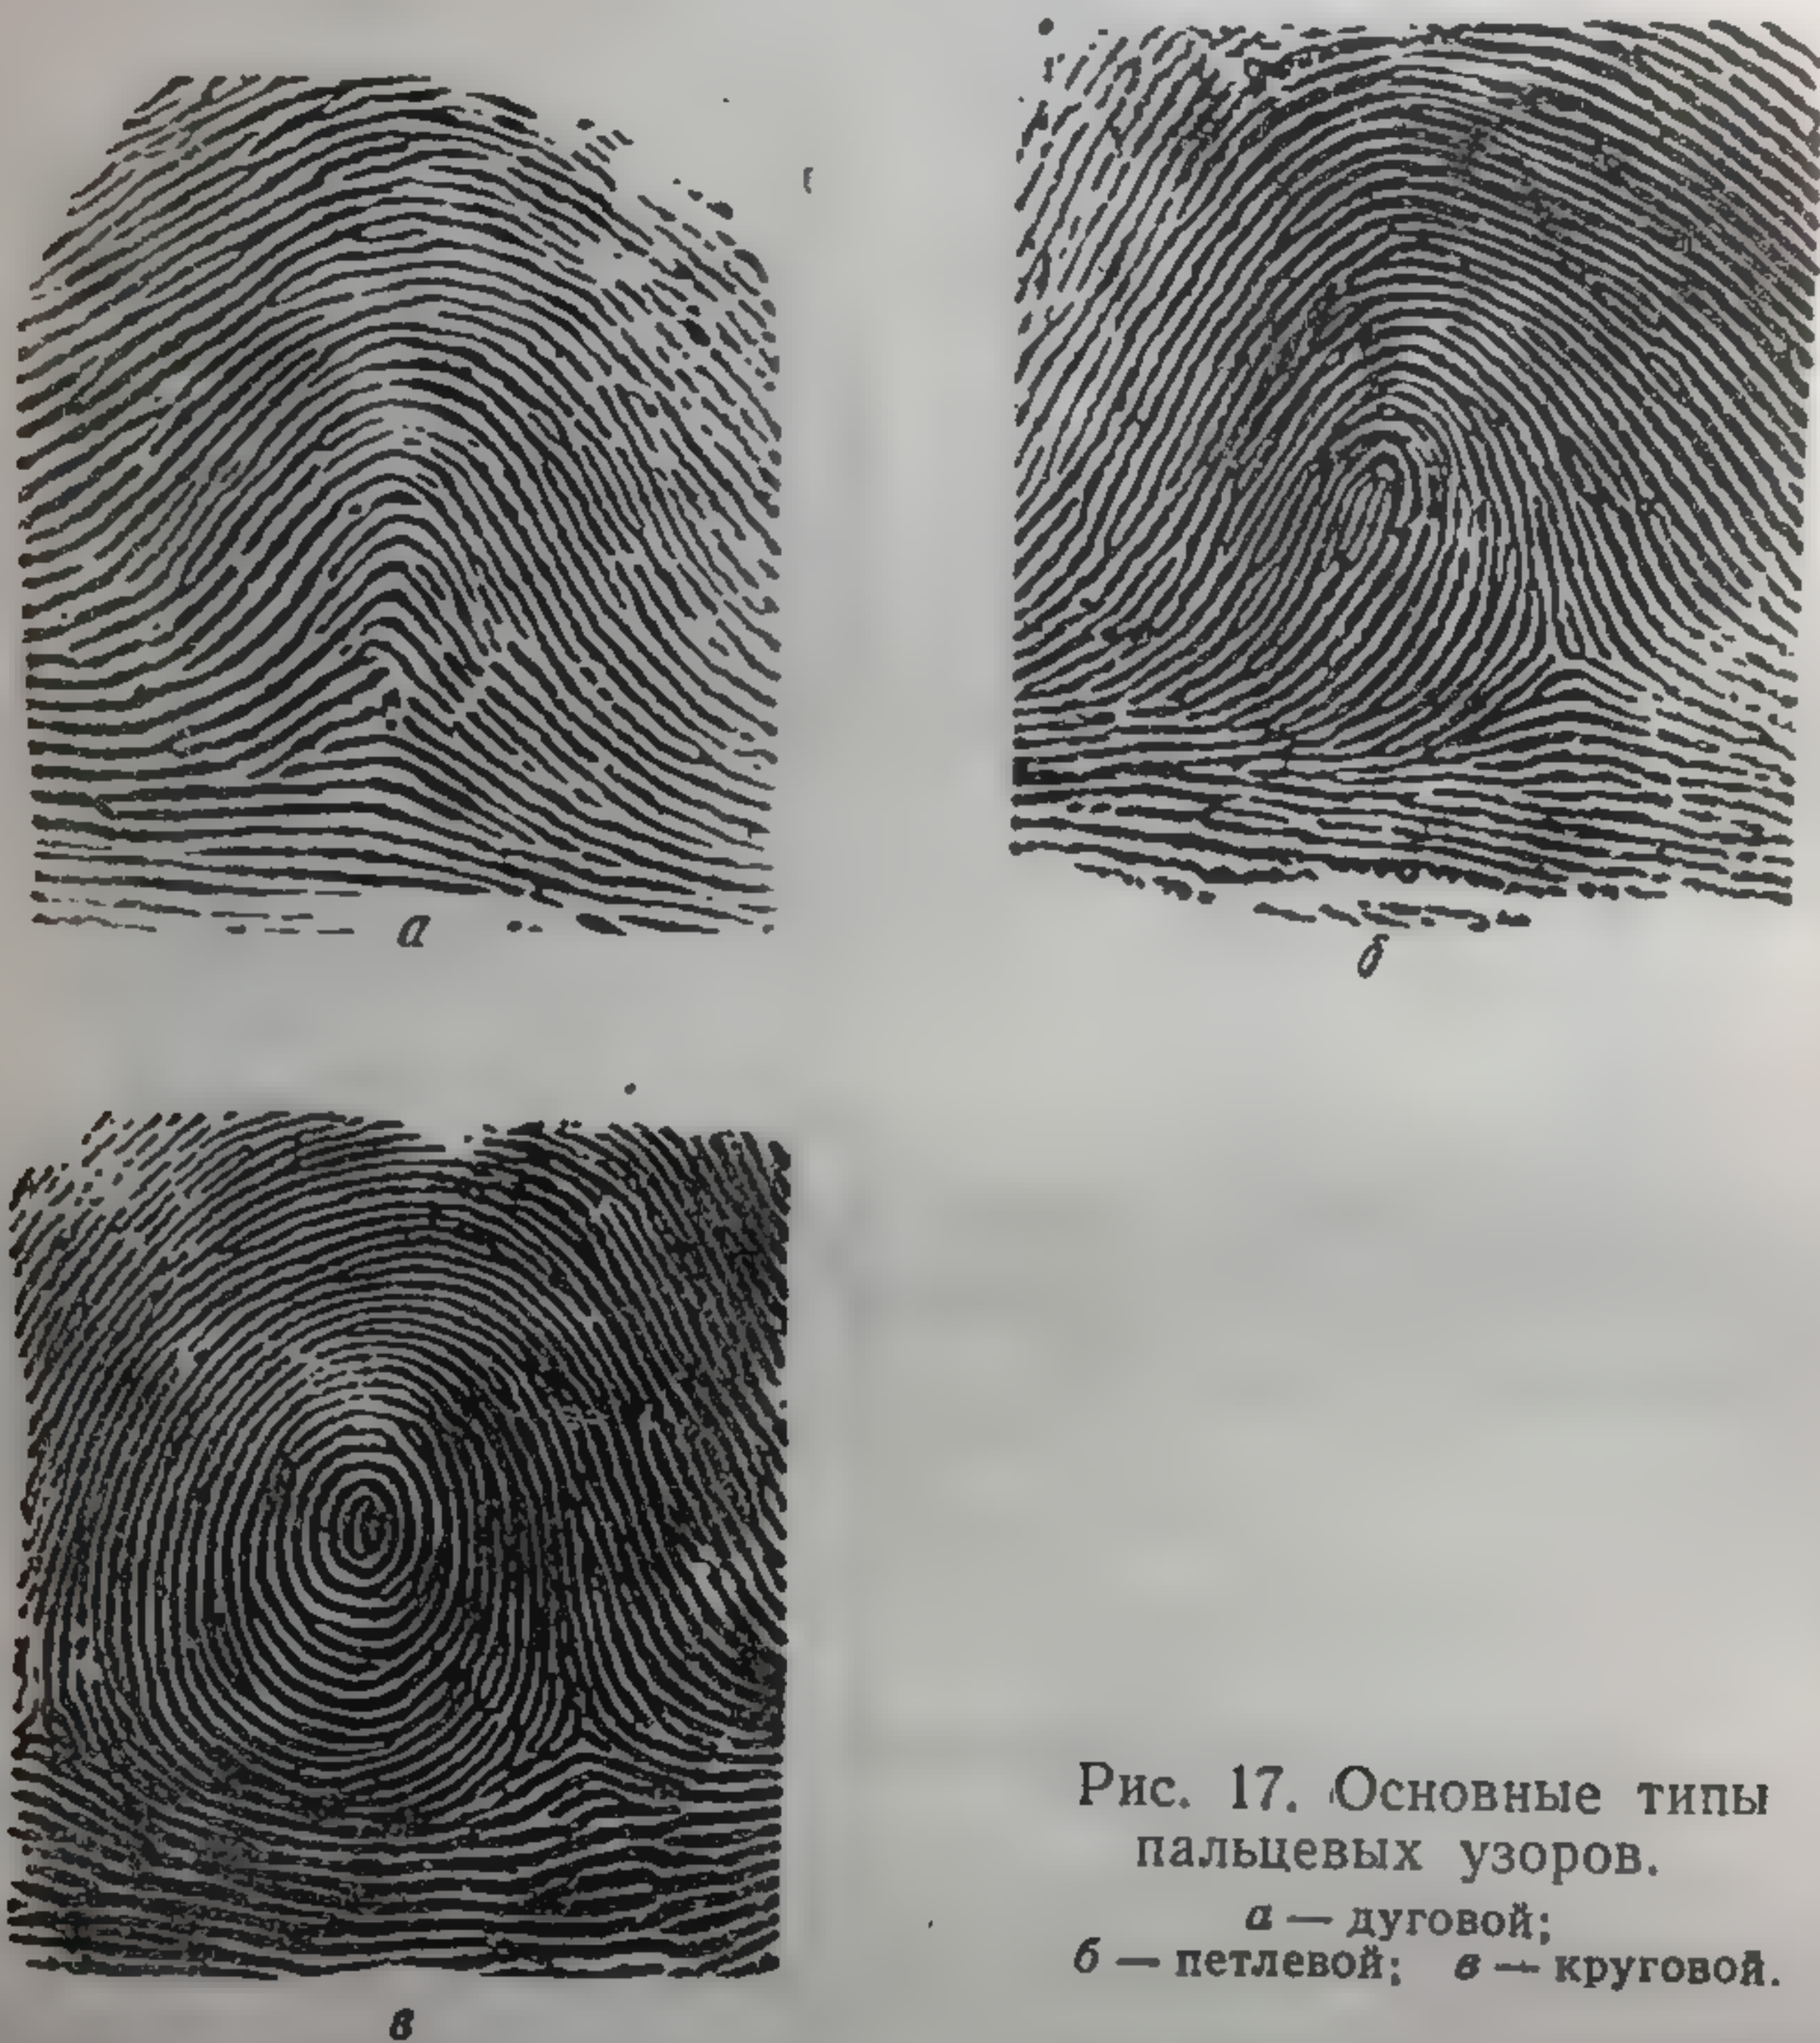 а
б
в
Рис. 17. Основные типы
пальцевых узоров.
а — дуговой;
б — петлевой; в — круговой.